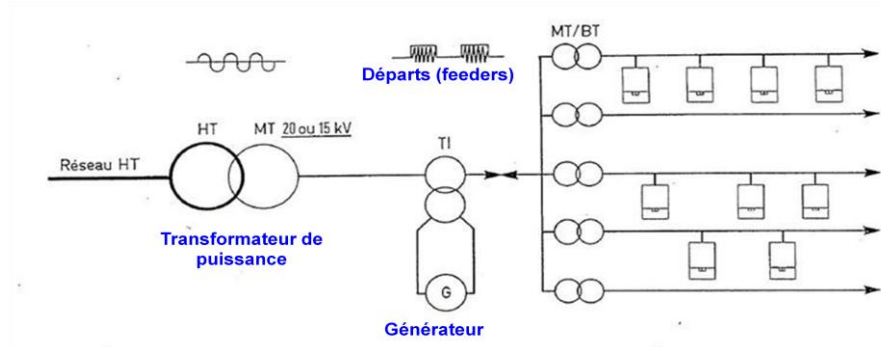 MT/BT
Départs (feeders)
HT
MT 20 ou 15 kV
TI
Réseau HT
Transformateur de
puissance
G
Générateur